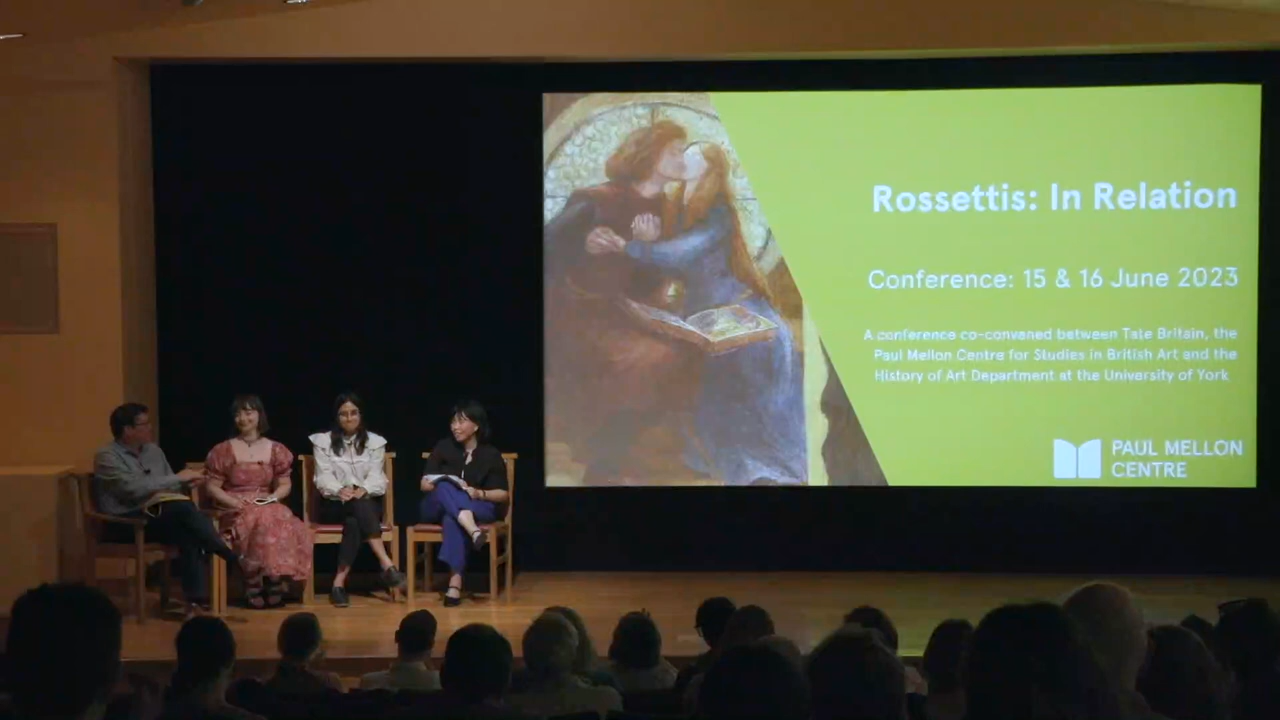 Rossettis: In Relation
Conference: 15 & 16 June 2023
A conference co-convened between Tate Britain, the
Paul Mellon Centre for Studies in British Art and the
History of Art Department at the University of York
PAUL MELLON
CENTRE